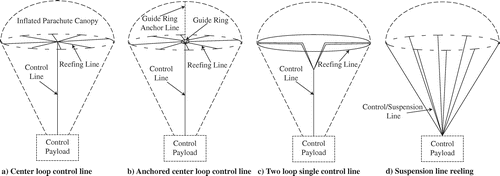 Inflated Parachute Canopy
Reefing Line
Control
Line
Control
Payload
a) Center loop control line
Guide Ring
Anchor Line
Guide Ring
Reefing Line
Control
Line
Control
Payload
b) Anchored center loop control line
Reefing Line
Control
Line
Control
Payload
c) Two loop single control line
Control/Suspension
Line
Control
Payload
d) Suspension line reeling